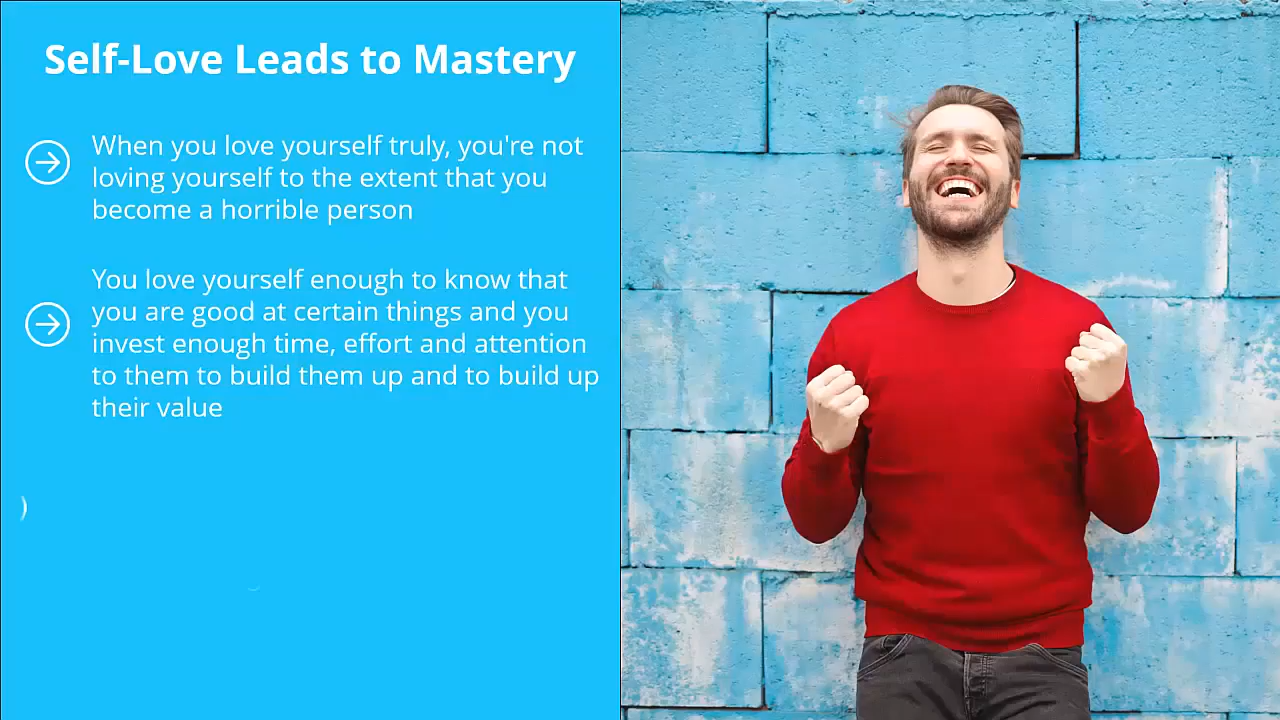 Self-Love Leads to Mastery
When you love yourself truly, you're not
loving yourself to the extent that you
become a horrible person
You love yourself enough to know that
you are good at certain things and you
invest enough time, effort and attention
to them to build them up and to build up
their value